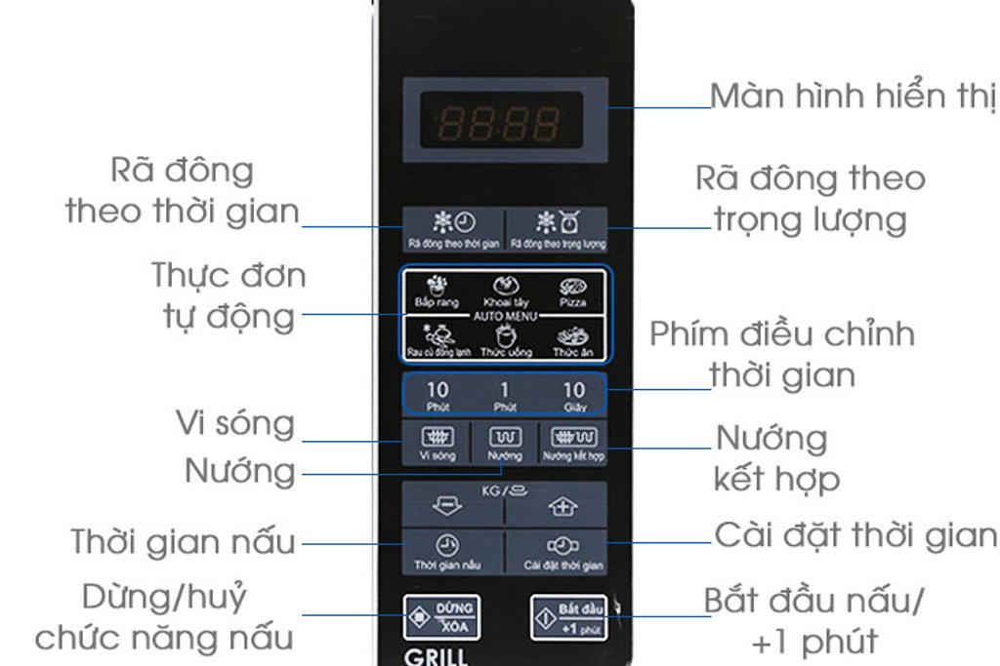 Màn hình hiển thị
88:88
Rã đông
theo thời gian
Rã đông theo
trọng lượng
Rã đông theo thời gian
Rã đông theo trọng lượng
Thực đơn
tự động
Bắp rang
Khoai tây
Pizza
AUTO MENU
Rau củ đông lạnh
Thức uống
Thức ăn
Phím điều chỉnh
thời gian
10
1
10
Phút
Phút
Giây
Vi sóng
Nướng
Vi sóng
Nướng
Nướng kết hợp
Nướng
kết hợp
KG/
Thời gian nấu
Thời gian nấu
Cài đặt thời gian
Cài đặt thời gian
Dừng/huỷ
chức năng nấu
DỪNG
XÓA
Bắt đầu
+1 phút
Bắt đầu nấu/
+1 phút
GRILL